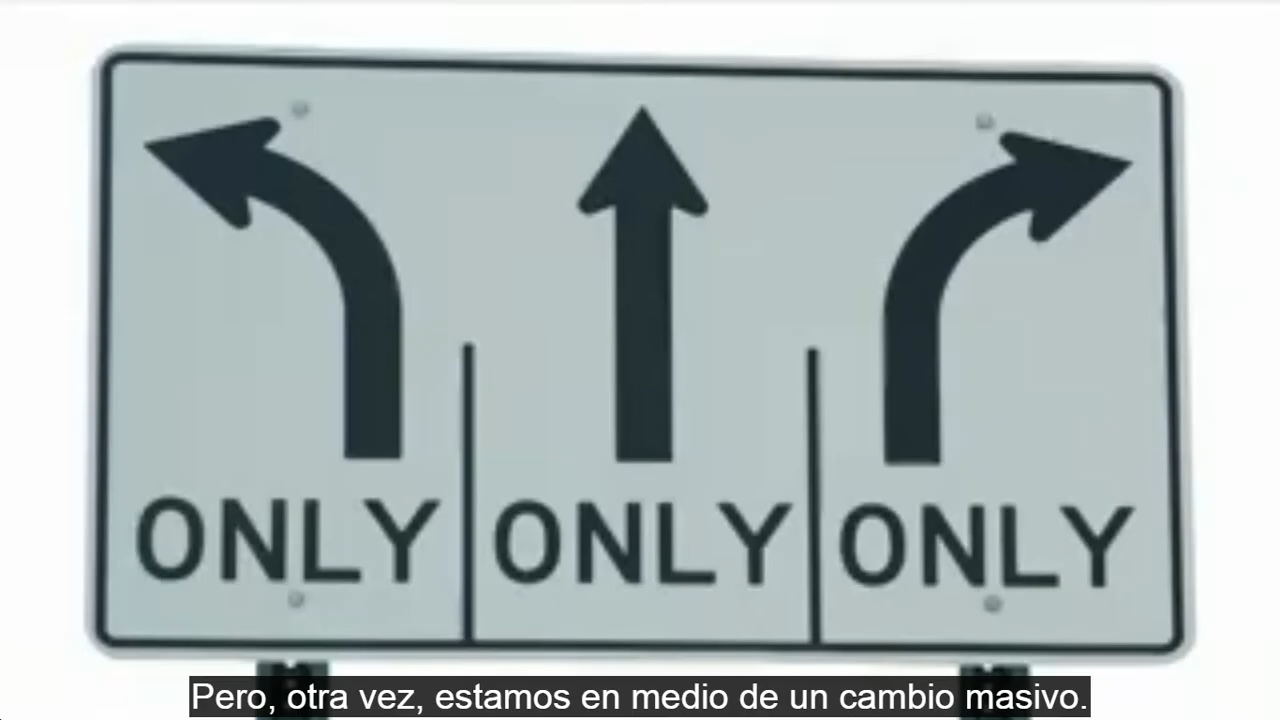 ONLY ONLY ONLY
Pero, otra vez, estamos en medio de un cambio masivo.